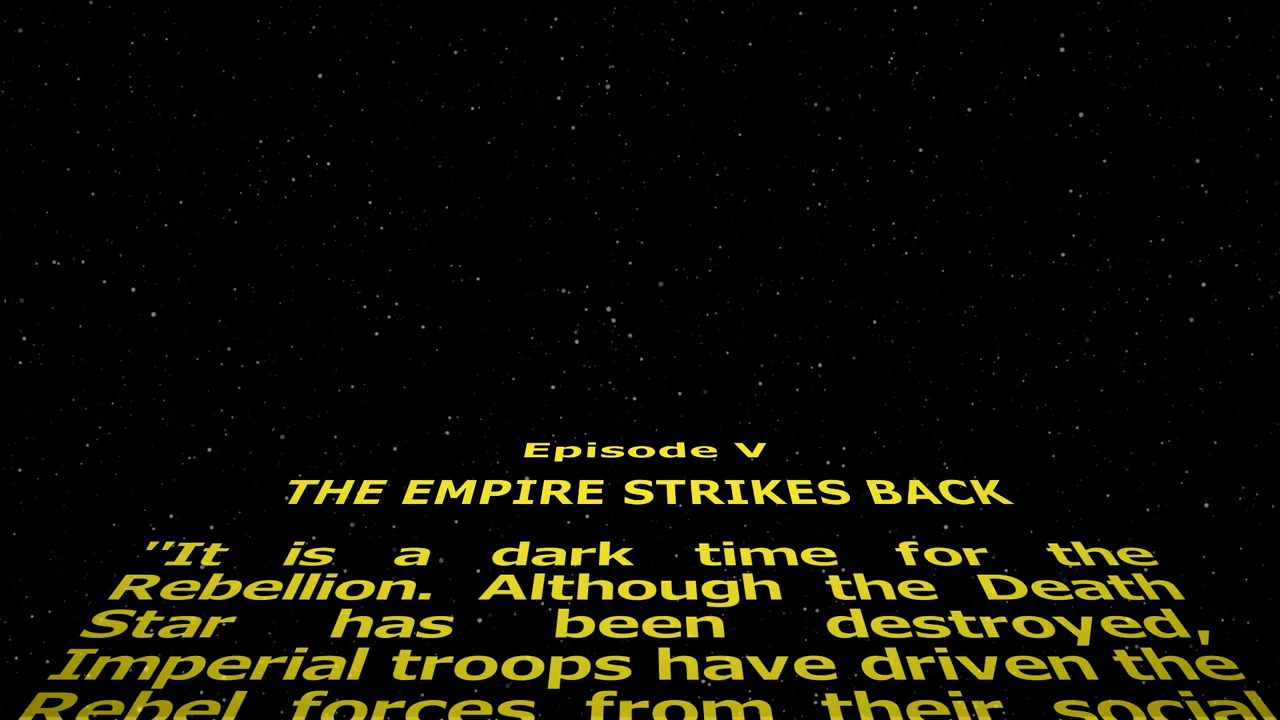 Episode V
THE EMPIRE STRIKES BACK
"It is a dark time for the
Rebellion. Although the Death
Star has been destroyed,
Imperial troops have driven the
Rebel forces from their social